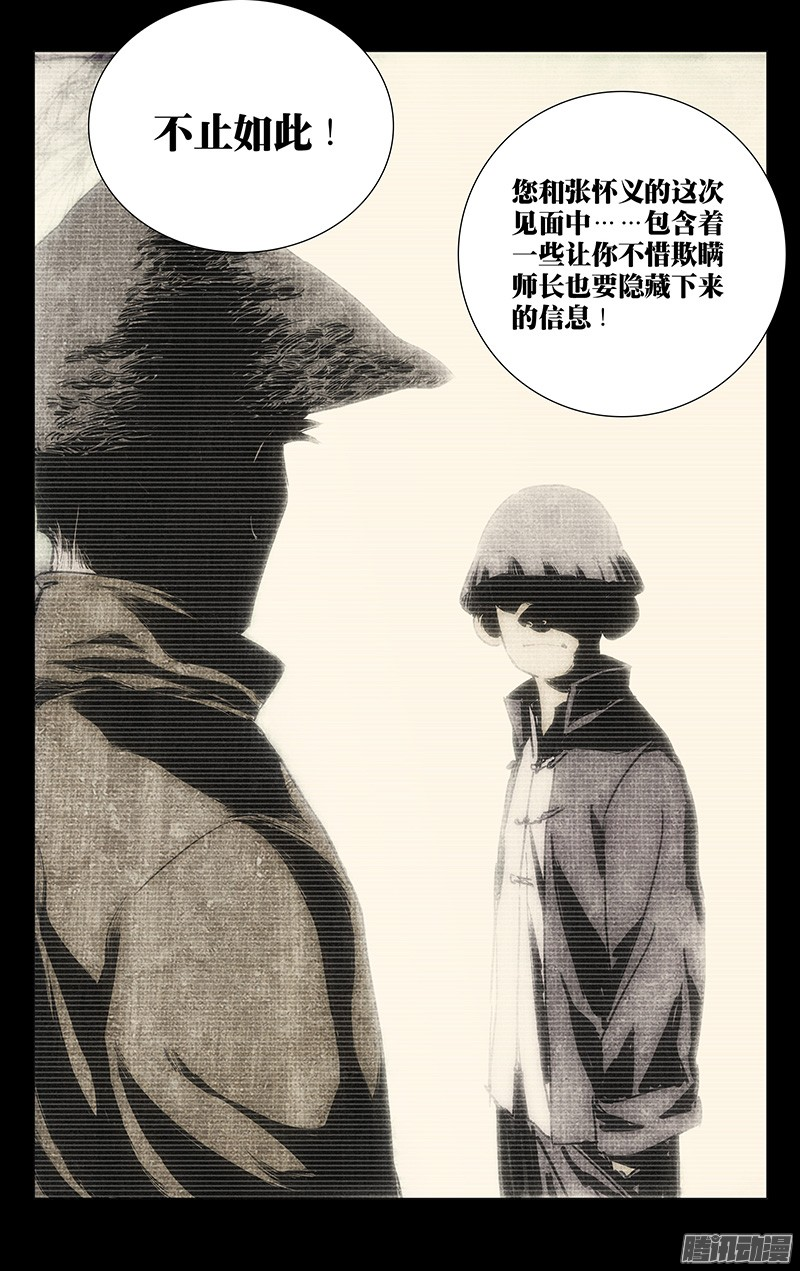 不止如此！
您和张怀义的这次
见面中……包含着
一些让你不惜欺瞒
师长也要隐藏下来
的信息！
腾讯动漫